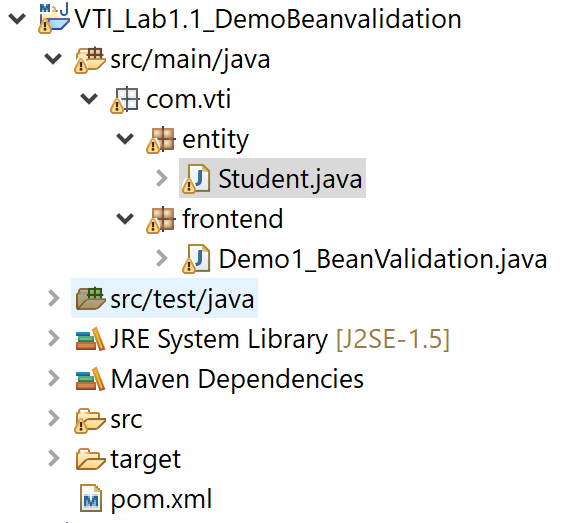 VTI_Lab1.1_DemoBeanvalidation
src/main/java
com.vti
entity
Student.java
frontend
Demo1_BeanValidation.java
src/test/java
JRE System Library [J2SE-1.5]
Maven Dependencies
src
target
pom.xml